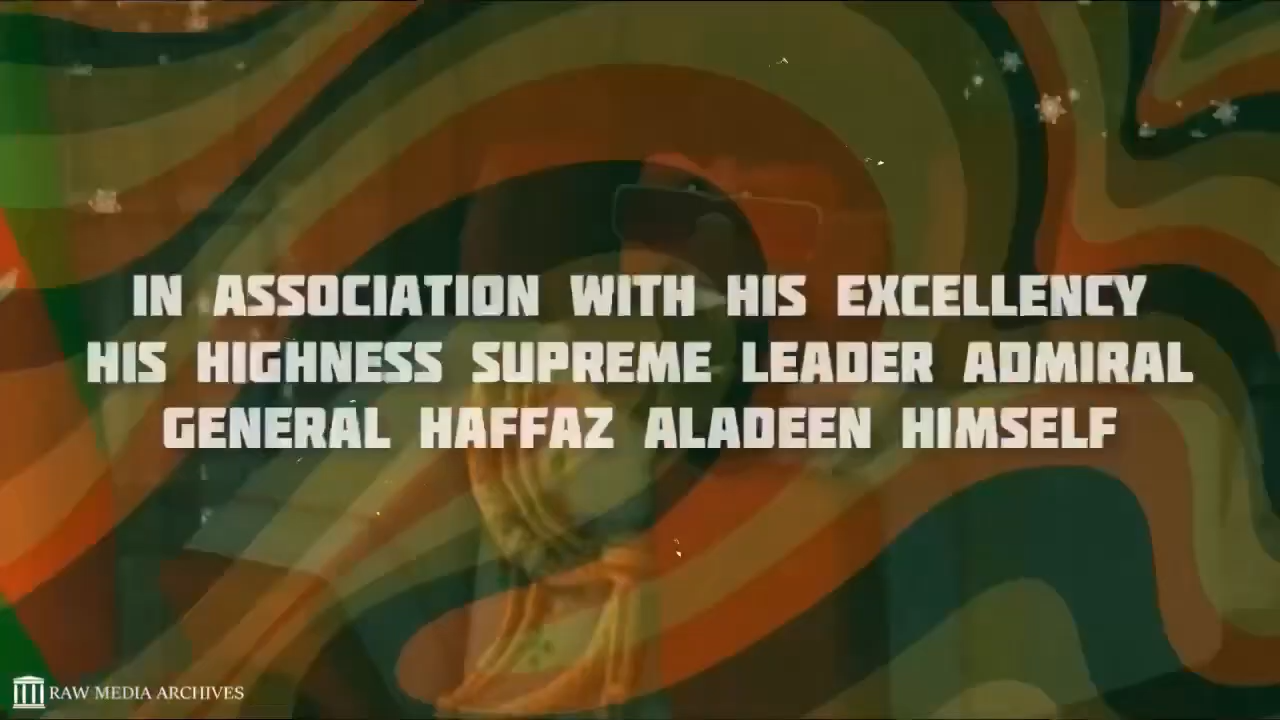 IN ASSOCIATION WITH HIS EXCELLENCY
HIS HIGHNESS SUPREME LEADER ADMIRAL
GENERAL HAFFAZ ALADEEN HIMSELF
RAW MEDIA ARCHIVES